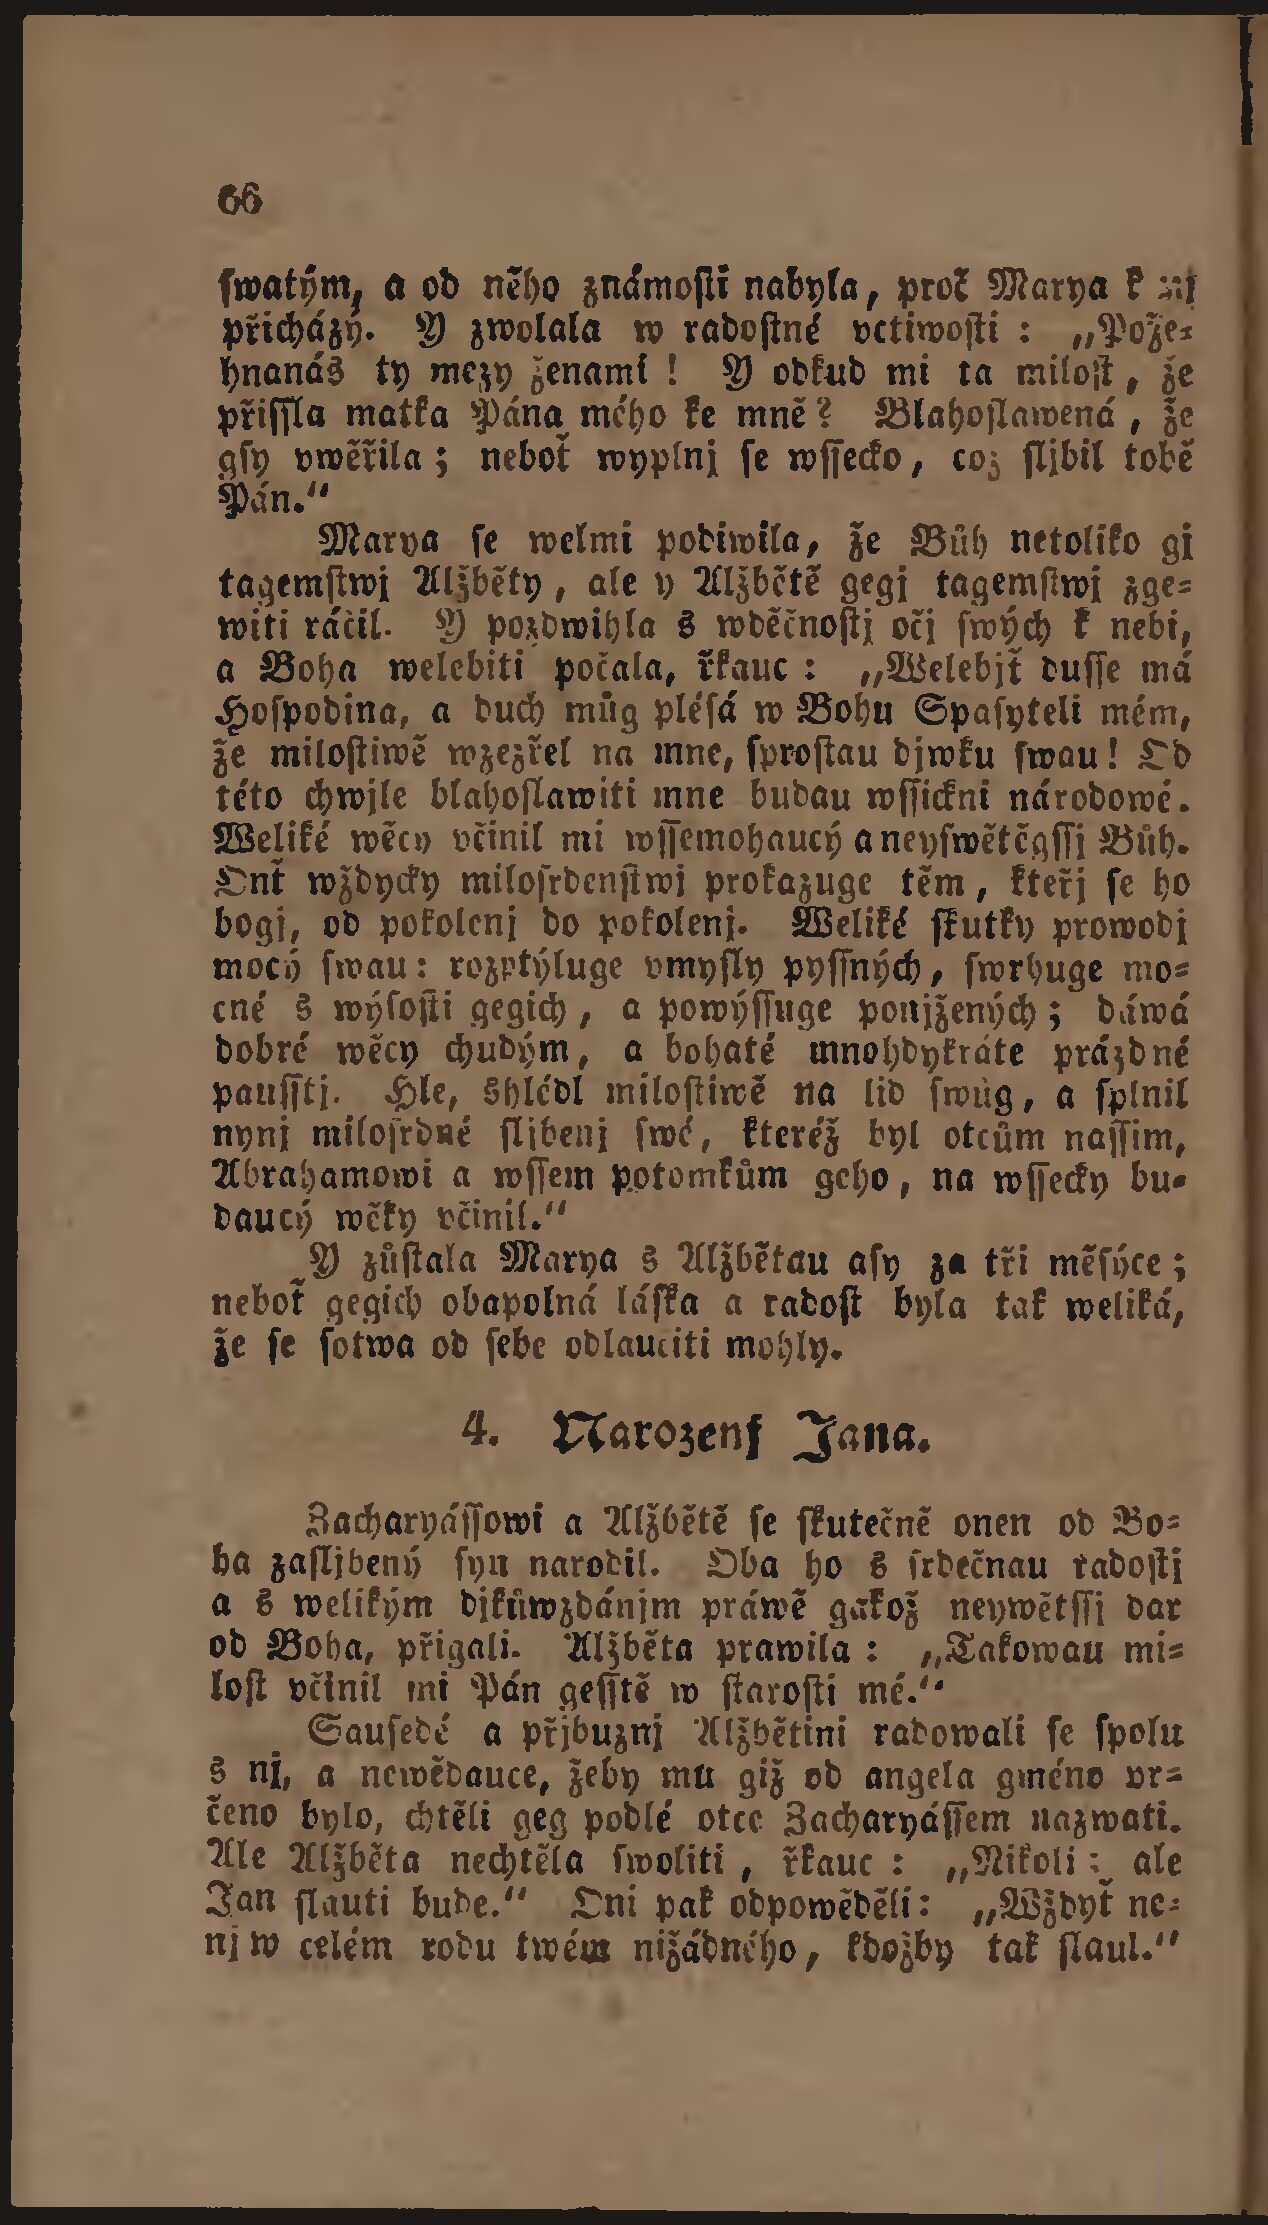 66
ſwatým, a od něho známoſti nabyla, proč Marya k nj
přicházý. Y zwolala w radoſtné vctiwoſti : „Pože⸗
hnanás ty mezy ženami ! Y odkud mi ta miloſt, že
přiſſla matka Pána mého ke mně? Blahoſlawená, že
gſy vwěřila ; neboť wyplnj ſe wſſecko, což ſljbil tobě
Pán.“
Marya ſe welmi podiwila, že Bůh netoliko gj
tagemſtwj Alžběty, ale y Alžbětě gegj tagemſtwj zge⸗
witi ráčil. Y pozdwihla s wděčnoſtj očj ſwých k nebi,
a Boha welebiti počala, řkauc : „Welebjť duſſe má
Hoſpodina, a duch můg pléſá w Bohu Spaſyteli mém,
že miloſtiwě wzezřel na mne, ſproſtau djwku ſwau! Od
této chwjle blahoſlawiti mne budau wſſickni národowé.
Weliké wěcy včinil mi wſſemohaucý a neyſwětěgſſj Bůh.
Onť wždycky miloſrdenſtwj prokazuge těm, kteřj ſe ho
bogj, od pokolenj do pokolenj. Weliké ſkutky prowodj
mocý ſwau: rozptýluge vmyſly pyſſných, ſwrhuge mo⸗
cné s wýſoſti gegich, a powýſſuge ponjžených ; dáwá
dobré wěcy chudým, a bohaté mnohdykráte prázdné
pauſſtj. Hle, shlédl miloſtiwě na lid ſwůg, a ſplnil
nynj miloſrdné ſljbenj ſwé, kteréž byl otcům naſſim,
Abrahamowi a wſſem potomkům geho, na wſſecky bu⸗
daucý wěky včinil.“
Y zůſtala Marya s Alžbětau aſy za tři měſýce ;
neboť gegich obapolná láſka a radoſt byla tak weliká,
že ſe ſotwa od ſebe odlauciti mohly.
4. Narozenj Jana.
Zacharyáſſowi a Alžbětě ſe ſkutečně onen od Bo⸗
ha zaſljbený ſyn narodil. Oba ho s ſrdečnau radoſtj
a s welikým djkůwzdánjm práwě gakož neywětſſj dar
od Boha, přigali. Alžběta prawila : „Takowau mi⸗
loſt včinil mi Pán geſſtě w ſtaroſti mé.“
Sauſedé a přjbuznj Alžbětini radowali ſe ſpolu
s nj, a newědauce, žeby mu giž od angela gméno vr⸗
čeno bylo, chtěli geg podlé otce Zacharyáſſem nazwati.
Ale Alžběta nechtěla ſwoliti, řkauc : „Nikoli ; ale
Jan ſlauti bude.“ Oni pak odpowěděli: „Wždyť ne⸗
nj w celém rodu twém nižádného, kdožby tak ſlaul.“